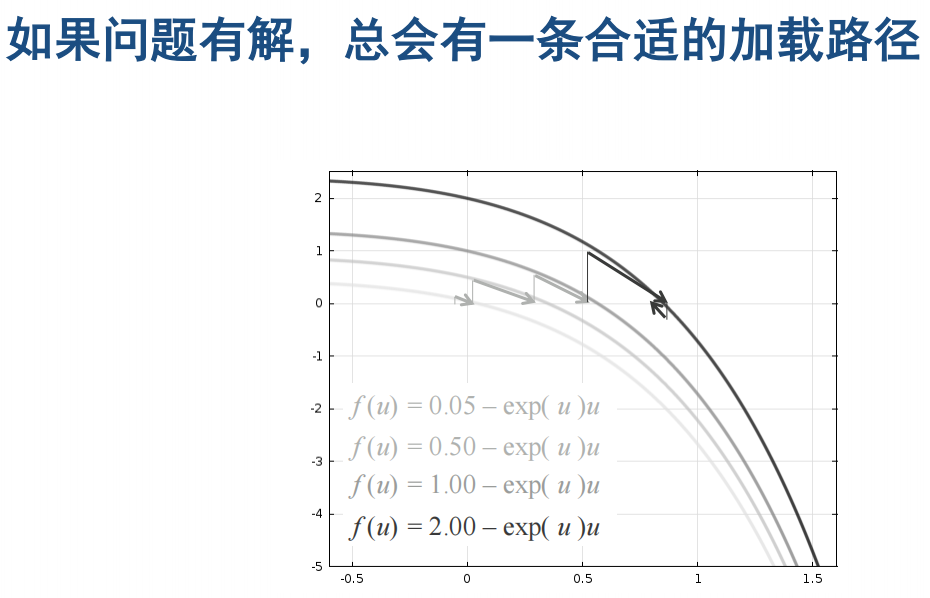 如果问题有解，总会有一条合适的加载路径
2
1
0
-1
-2
-3
-4
-5
f (u) = 0.05 – exp( u )u
f (u) = 0.50 – exp( u )u
f (u) = 1.00 – exp( u )u
f (u) = 2.00 – exp( u )u
-0.5 0 0.5 1 1.5